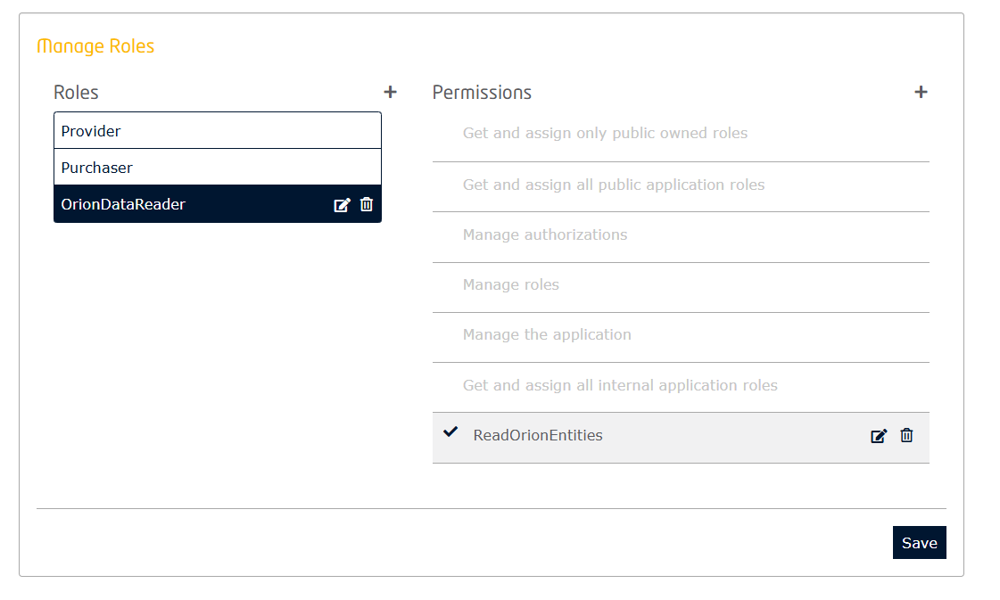 Manage Roles
Roles
+
Provider
Purchaser
OrionDataReader
Permissions
+
Get and assign only public owned roles
Get and assign all public application roles
Manage authorizations
Manage roles
Manage the application
Get and assign all internal application roles
ReadOrionEntities
Save